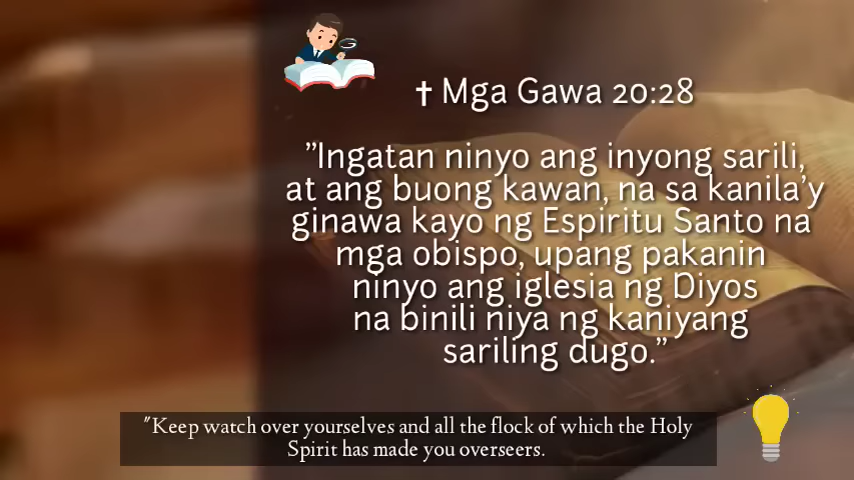 ✝ Mga Gawa 20:28
"Ingatan ninyo ang inyong sarili,
at ang buong kawan, na sa kanila'y
ginawa kayo ng Espiritu Santo na
mga obispo, upang pakanin
ninyo ang iglesia ng Diyos
na binili niya ng kaniyang
sariling dugo."
"Keep watch over yourselves and all the flock of which the Holy
Spirit has made you overseers.